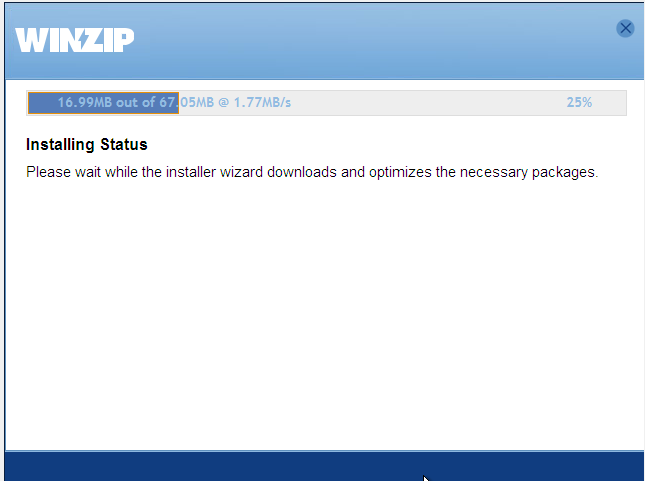 WINZIP
16.99MB out of 67.05MB @ 1.77MB/s 25%
Installing Status
Please wait while the installer wizard downloads and optimizes the necessary packages.